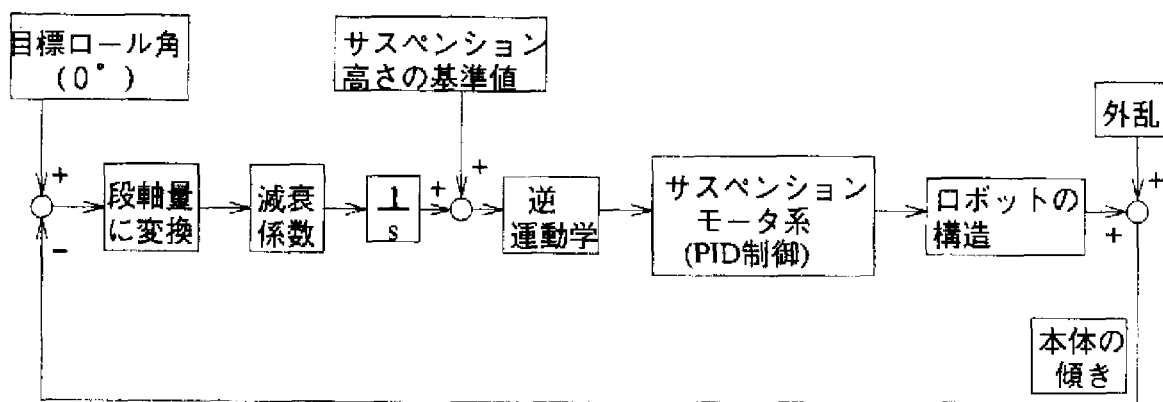 目標ロール角
(0°)
サスペンション
高さの基準値
外乱
+
+
+
+
段軸量
に変換
減衰
係数
1
s
逆
運動学
サスペンション
モータ系
(PID制御)
ロボットの
構造
+
−
本体の
傾き